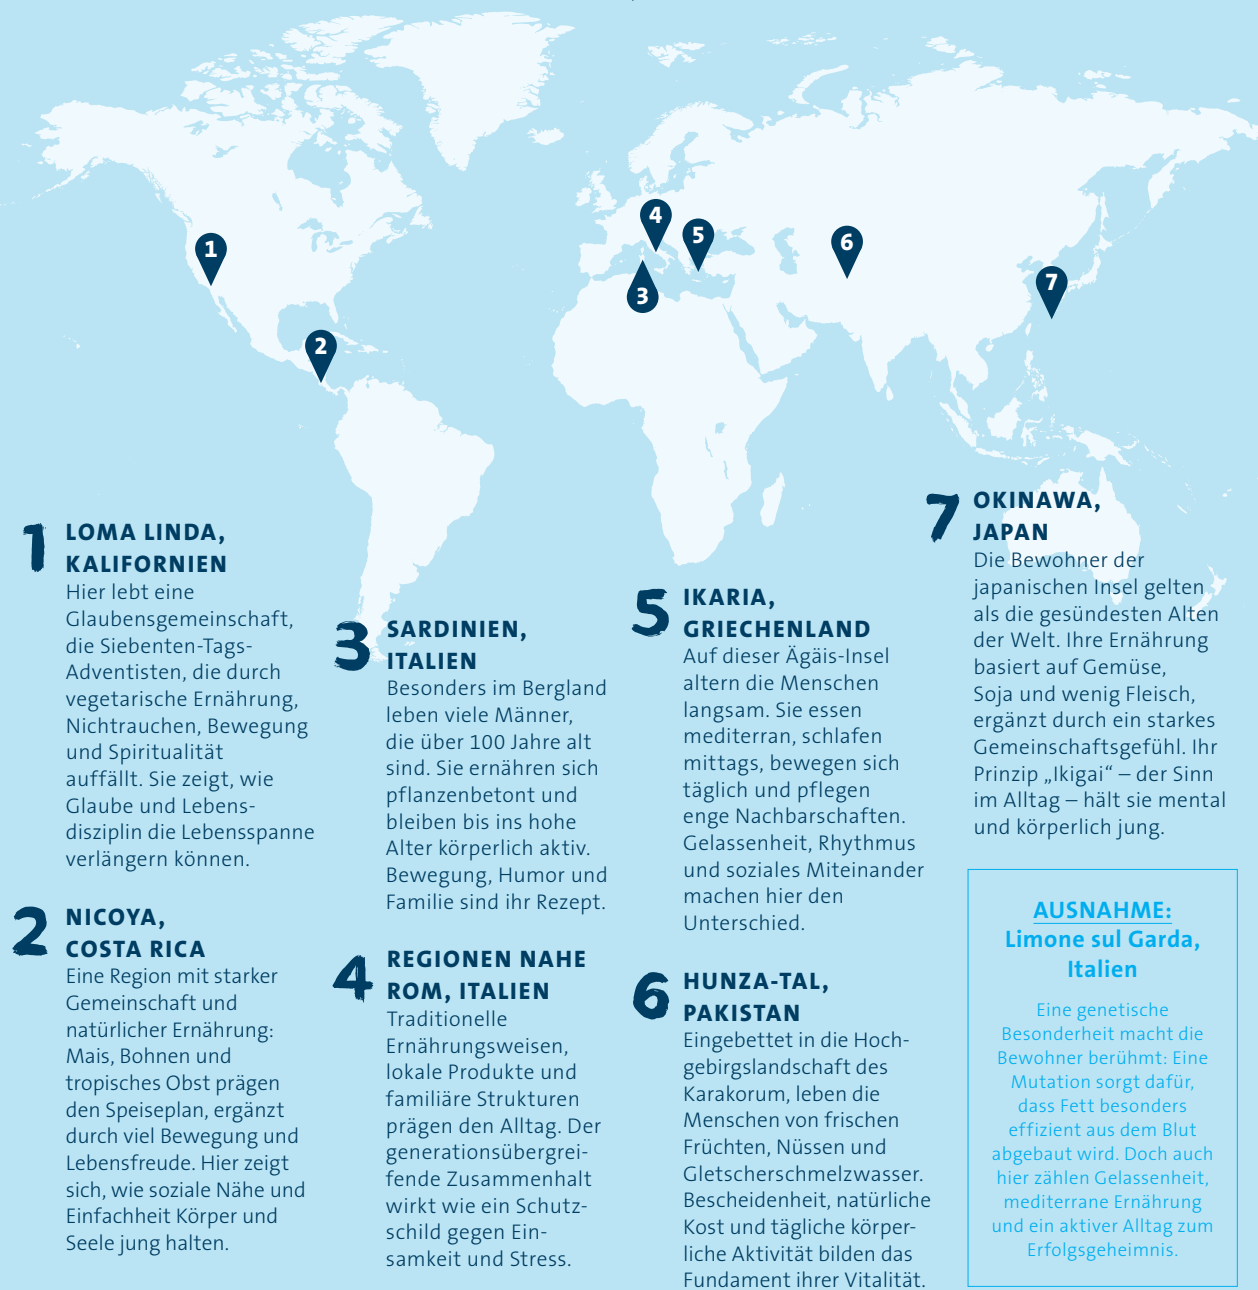 1
2
3
4
5
6
7
1
LOMA LINDA,
KALIFORNIEN
Hier lebt eine
Glaubensgemeinschaft,
die Siebenten-Tags-
Adventisten, die durch
vegetarische Ernährung,
Nichtrauchen, Bewegung
und Spiritualität
auffällt. Sie zeigt, wie
Glaube und Lebens-
disziplin die Lebensspanne
verlängern können.
2
NICOYA,
COSTA RICA
Eine Region mit starker
Gemeinschaft und
natürlicher Ernährung:
Mais, Bohnen und
tropisches Obst prägen
den Speiseplan, ergänzt
durch viel Bewegung und
Lebensfreude. Hier zeigt
sich, wie soziale Nähe und
Einfachheit Körper und
Seele jung halten.
3
SARDINIEN,
ITALIEN
Besonders im Bergland
leben viele Männer,
die über 100 Jahre alt
sind. Sie ernähren sich
pflanzenbetont und
bleiben bis ins hohe
Alter körperlich aktiv.
Bewegung, Humor und
Familie sind ihr Rezept.
4
REGIONEN NAHE
ROM, ITALIEN
Traditionelle
Ernährungsweisen,
lokale Produkte und
familiäre Strukturen
prägen den Alltag. Der
generationsübergrei-
fende Zusammenhalt
wirkt wie ein Schutz-
schild gegen Ein-
samkeit und Stress.
5
IKARIA,
GRIECHENLAND
Auf dieser Ägäis-Insel
altern die Menschen
langsam. Sie essen
mediterran, schlafen
mittags, bewegen sich
täglich und pflegen
enge Nachbarschaften.
Gelassenheit, Rhythmus
und soziales Miteinander
machen hier den
Unterschied.
6
HUNZA-TAL,
PAKISTAN
Eingebettet in die Hoch-
gebirgslandschaft des
Karakorum, leben die
Menschen von frischen
Früchten, Nüssen und
Gletscherschmelzwasser.
Bescheidenheit, natürliche
Kost und tägliche körper-
liche Aktivität bilden das
Fundament ihrer Vitalität.
7
OKINAWA,
JAPAN
Die Bewohner der
japanischen Insel gelten
als die gesündesten Alten
der Welt. Ihre Ernährung
basiert auf Gemüse,
Soja und wenig Fleisch,
ergänzt durch ein starkes
Gemeinschaftsgefühl. Ihr
Prinzip „Ikigai“ – der Sinn
im Alltag – hält sie mental
und körperlich jung.
AUSNAHME:
Limone sul Garda,
Italien
Eine genetische
Besonderheit macht die
Bewohner berühmt: Eine
Mutation sorgt dafür,
dass Fett besonders
effizient aus dem Blut
abgebaut wird. Doch auch
hier zählen Gelassenheit,
mediterrane Ernährung
und ein aktiver Alltag zum
Erfolgsgeheimnis.